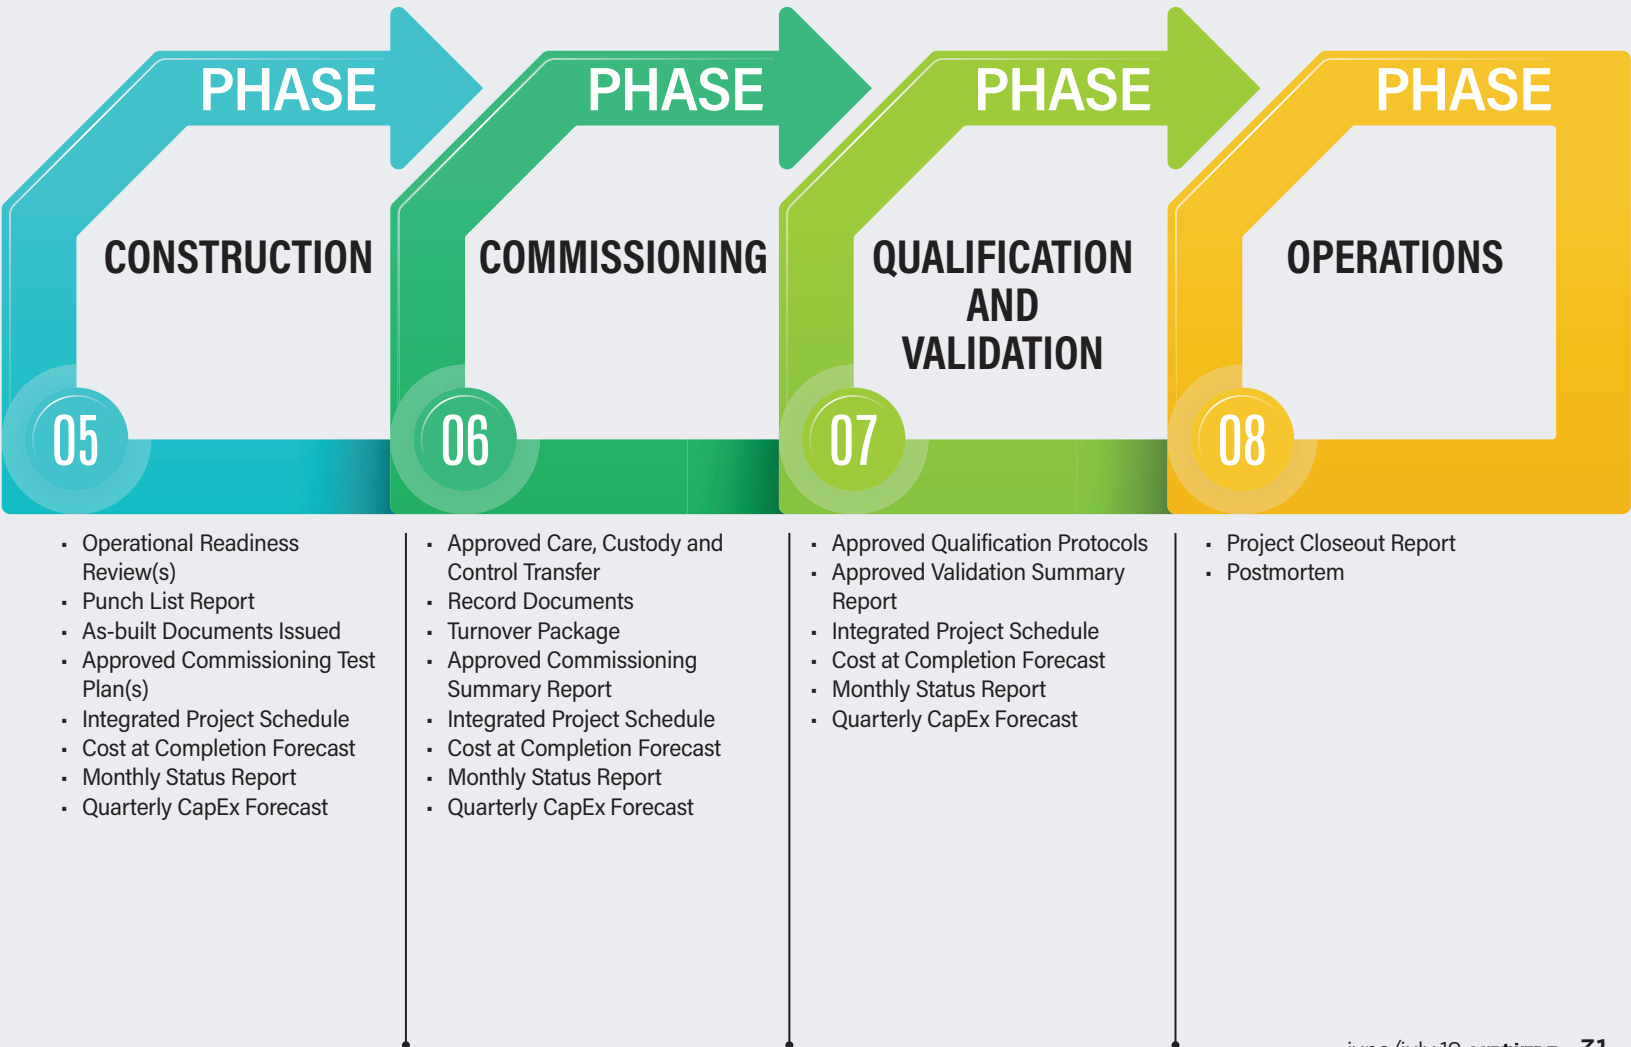 PHASE
CONSTRUCTION
05
· Operational Readiness
Review(s)
· Punch List Report
· As-built Documents Issued
· Approved Commissioning Test
Plan(s)
· Integrated Project Schedule
· Cost at Completion Forecast
· Monthly Status Report
· Quarterly CapEx Forecast
PHASE
COMMISSIONING
06
· Approved Care, Custody and
Control Transfer
· Record Documents
· Turnover Package
· Approved Commissioning
Summary Report
· Integrated Project Schedule
· Cost at Completion Forecast
· Monthly Status Report
· Quarterly CapEx Forecast
PHASE
QUALIFICATION
AND
VALIDATION
07
· Approved Qualification Protocols
· Approved Validation Summary
Report
· Integrated Project Schedule
· Cost at Completion Forecast
· Monthly Status Report
· Quarterly CapEx Forecast
PHASE
OPERATIONS
08
· Project Closeout Report
· Postmortem
june/july 18 31